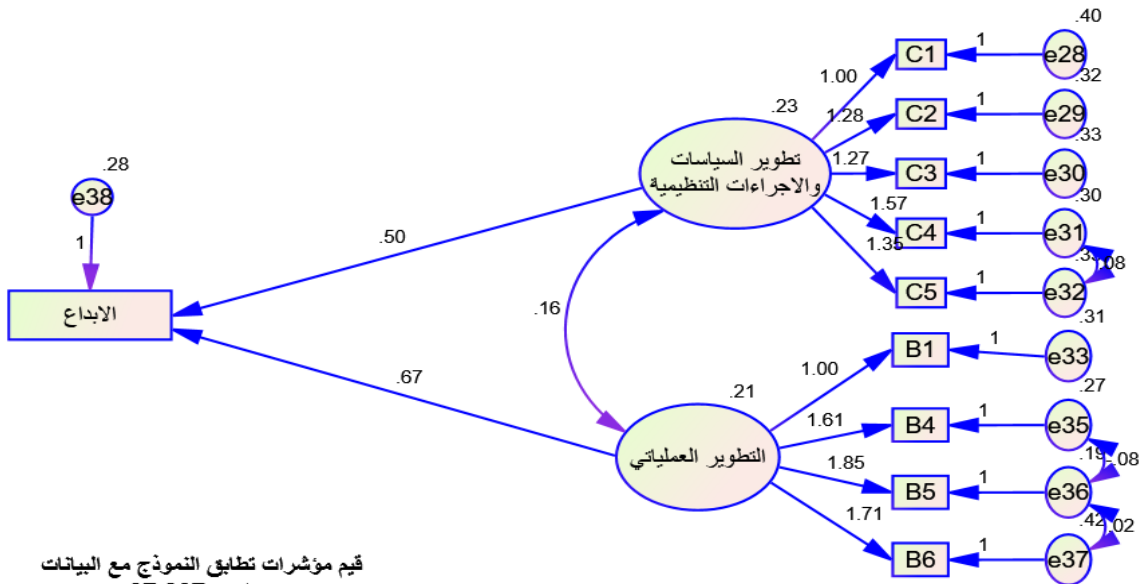 .40
C1
1
e28
1.00
.32
.23
C2
1
e29
1.28
.33
تطوير السياسات
والاجراءات التنظيمية
C3
1
e30
1.27
.30
.28
e38
1
C4
1
e31
1.57
.08
.50
C5
1
e32
1.35
.31
الابداع
.16
B1
1
e33
1.00
.27
.67
.21
B4
1
e35
1.61
.19
-.08
التطوير العملياتي
B5
1
e36
1.85
.42
.02
B6
1
e37
1.71
قيم مؤشرات تطابق النموذج مع البيانات